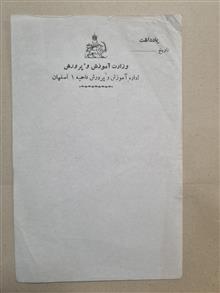 یادداشت
تاریخ
وزارت آموزش و پرورش
اداره آموزش و پرورش ناحیه ۱ اصفهان